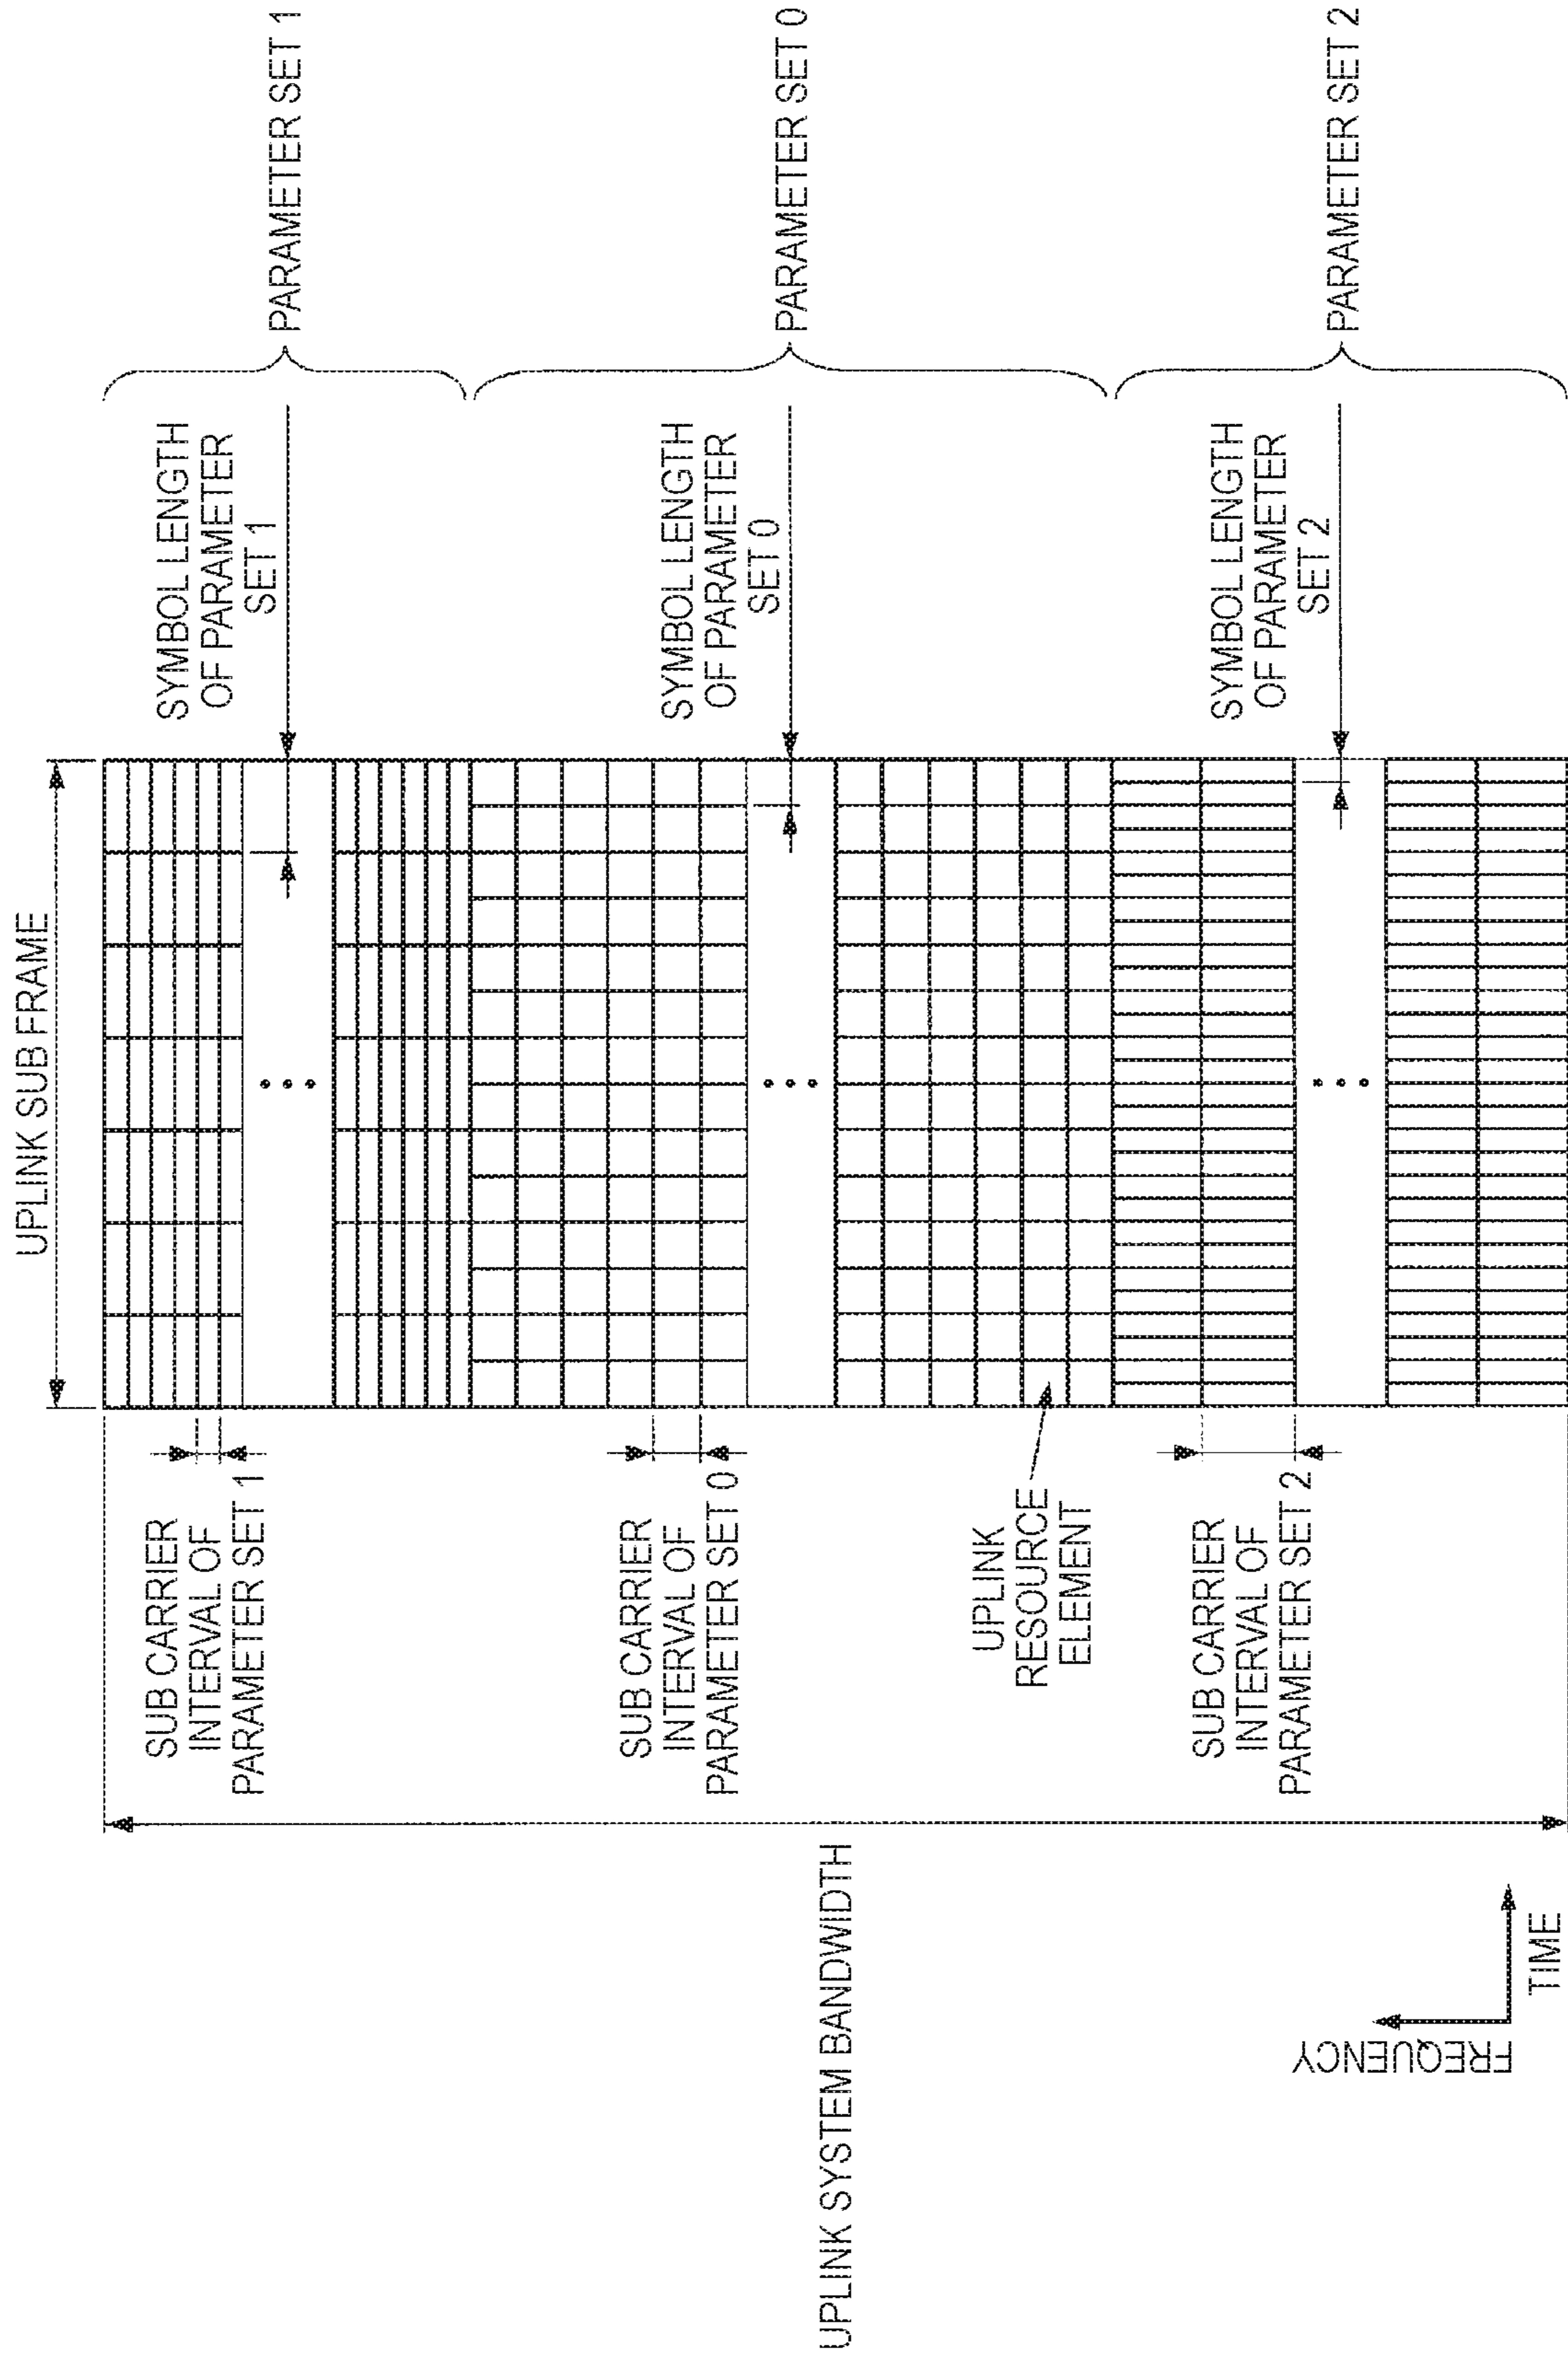 UPLINK SUB FRAME
SUB CARRIER
INTERVAL OF
PARAMETER SET 1
SYMBOL LENGTH
OF PARAMETER
SET 1
PARAMETER SET 1
SUB CARRIER
INTERVAL OF
PARAMETER SET 0
SYMBOL LENGTH
OF PARAMETER
SET 0
PARAMETER SET 0
UPLINK SYSTEM BANDWIDTH
UPLINK
RESOURCE
ELEMENT
SUB CARRIER
INTERVAL OF
PARAMETER SET 2
SYMBOL LENGTH
OF PARAMETER
SET 2
PARAMETER SET 2
FREQUENCY
TIME